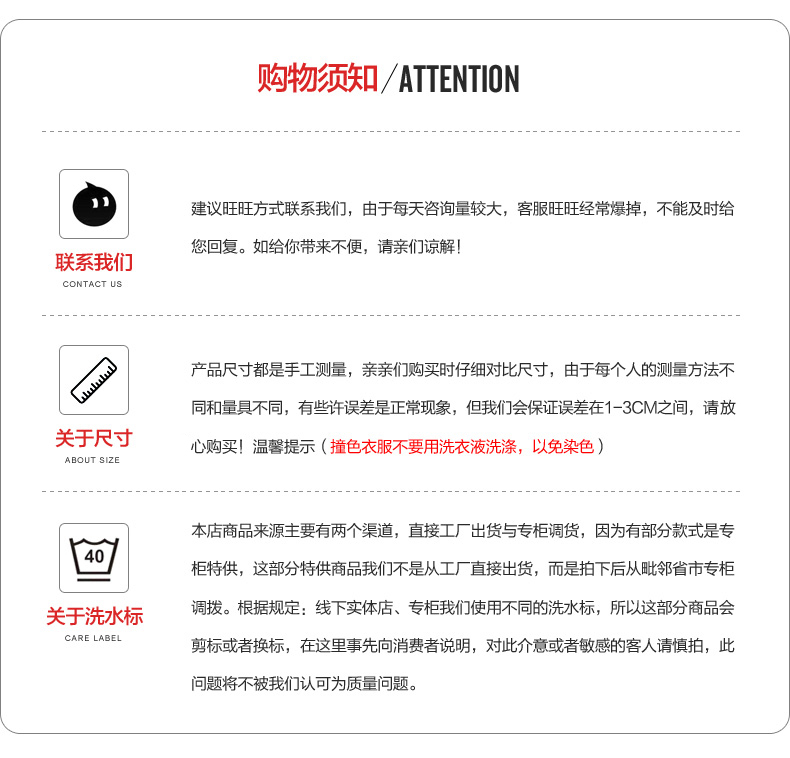 购物须知/ATTENTION
建议旺旺方式联系我们，由于每天咨询量较大，客服旺旺经常爆掉，不能及时给
您回复。如给你带来不便，请亲们谅解！
联系我们
CONTACT US
产品尺寸都是手工测量，亲亲们购买时仔细对比尺寸，由于每个人的测量方法不
同和量具不同，有些许误差是正常现象，但我们会保证误差在1-3CM之间，请放
心购买！温馨提示（撞色衣服不要用洗衣液洗涤，以免染色）
关于尺寸
ABOUT SIZE
本店商品来源主要有两个渠道，直接工厂出货与专柜调货，因为有部分款式是专
柜特供，这部分特供商品我们不是从工厂直接出货，而是拍下后从毗邻省市专柜
调拨。根据规定：线下实体店、专柜我们使用不同的洗水标，所以这部分商品会
剪标或者换标，在这里事先向消费者说明，对此介意或者敏感的客人请慎拍，此
问题将不被我们认可为质量问题。
40
关于洗水标
CARE LABEL